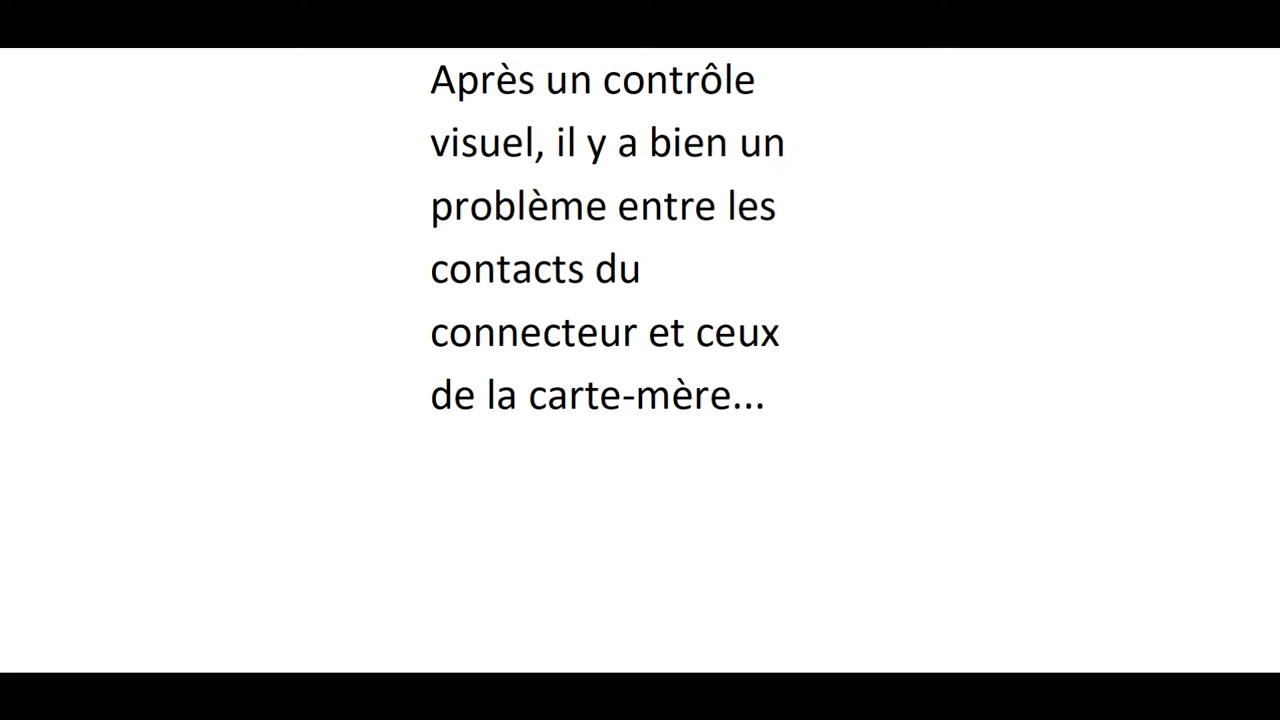 Après un contrôle
visuel, il y a bien un
problème entre les
contacts du
connecteur et ceux
de la carte-mère...